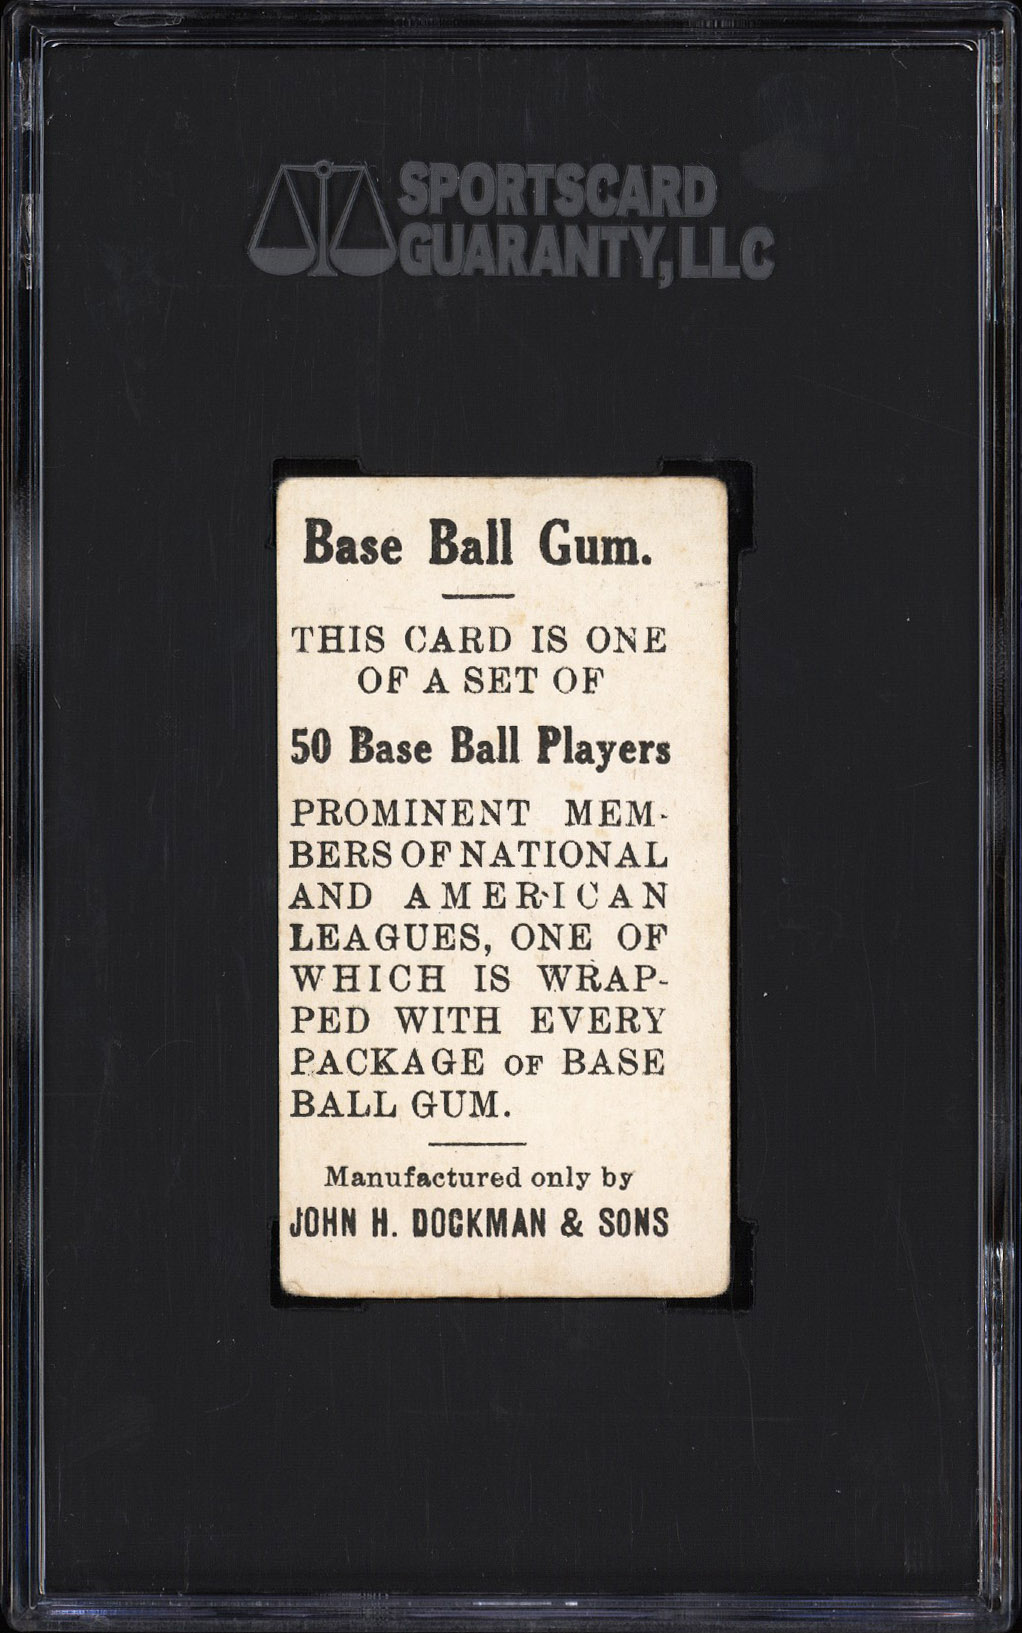 SPORTSCARD
GUARANTY, LLC
Base Ball Gum.
THIS CARD IS ONE
OF A SET OF
50 Base Ball Players
PROMINENT MEM-
BERS OF NATIONAL
AND AMERICAN
LEAGUES, ONE OF
WHICH IS WRAP-
PED WITH EVERY
PACKAGE OF BASE
BALL GUM.
Manufactured only by
JOHN H. DOCKMAN & SONS